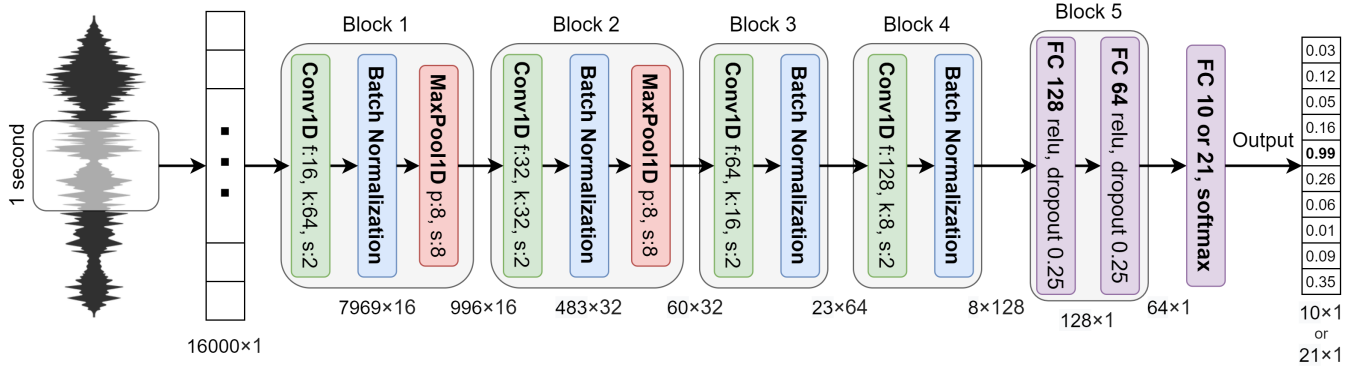 Block 1
Block 2
Block 3
Block 4
Block 5
1 second
16000×1
Conv1D f:16, k:64, s:2
Batch Normalization
MaxPool1D p:8, s:8
7969×16
996×16
Conv1D f:32, k:32, s:2
Batch Normalization
MaxPool1D p:8, s:8
483×32
60×32
Conv1D f:64, k:16, s:2
Batch Normalization
23×64
Conv1D f:128, k:8, s:2
Batch Normalization
8×128
FC 128 relu, dropout 0.25
FC 64 relu, dropout 0.25
128×1
64×1
FC 10 or 21, softmax
Output
0.03
0.12
0.05
0.16
0.99
0.26
0.06
0.01
0.09
0.35
10×1
or
21×1